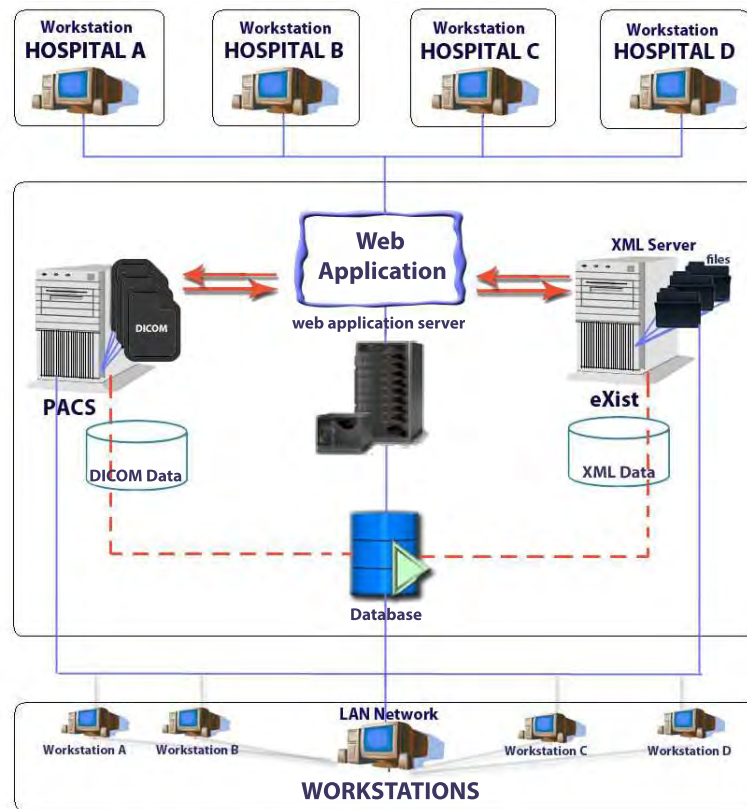 Workstation
HOSPITAL A
Workstation
HOSPITAL B
Workstation
HOSPITAL C
Workstation
HOSPITAL D
Web
Application
web application server
DICOM
PACS
DICOM Data
XML Server
files
eXist
XML Data
Database
LAN Network
Workstation A
Workstation B
Workstation C
Workstation D
WORKSTATIONS